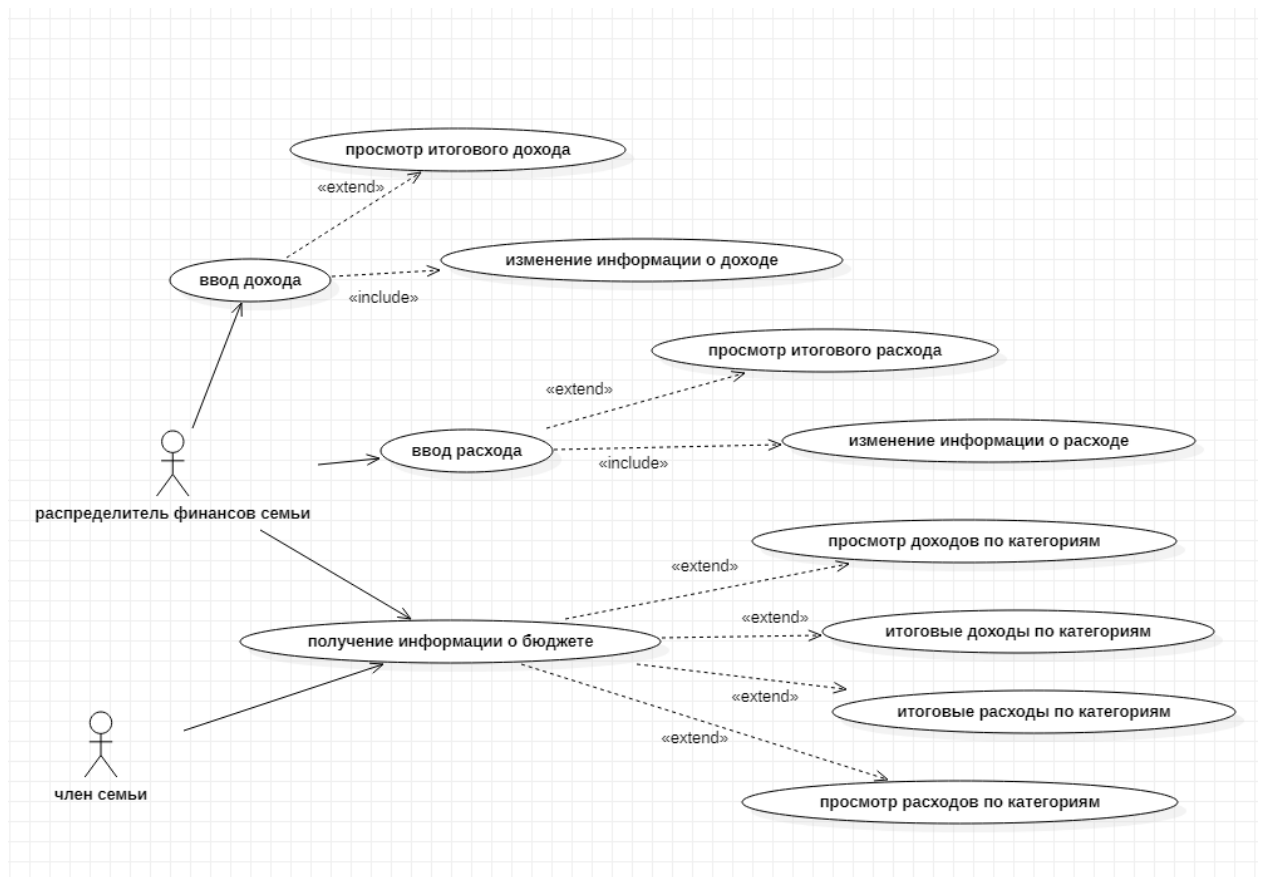 просмотр итогового дохода
«extend»
ввод дохода
изменение информации о доходе
«include»
просмотр итогового расхода
«extend»
ввод расхода
изменение информации о расходе
«include»
распределитель финансов семьи
просмотр доходов по категориям
«extend»
«extend»
итоговые доходы по категориям
получение информации о бюджете
«extend»
итоговые расходы по категориям
«extend»
член семьи
просмотр расходов по категориям